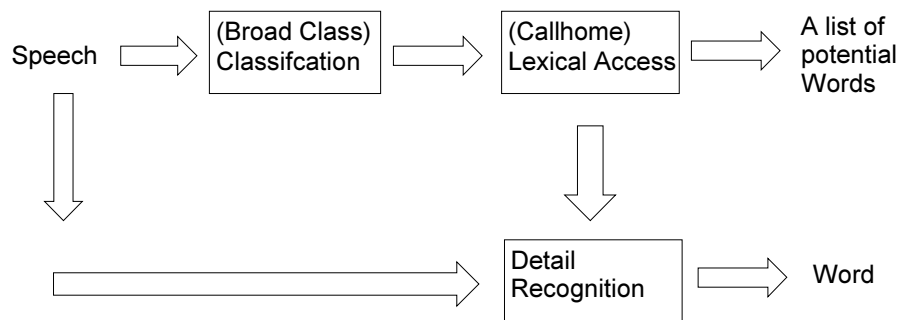 Speech
(Broad Class)
Classifcation
(Callhome)
Lexical Access
A list of
potential
Words
Detail
Recognition
Word